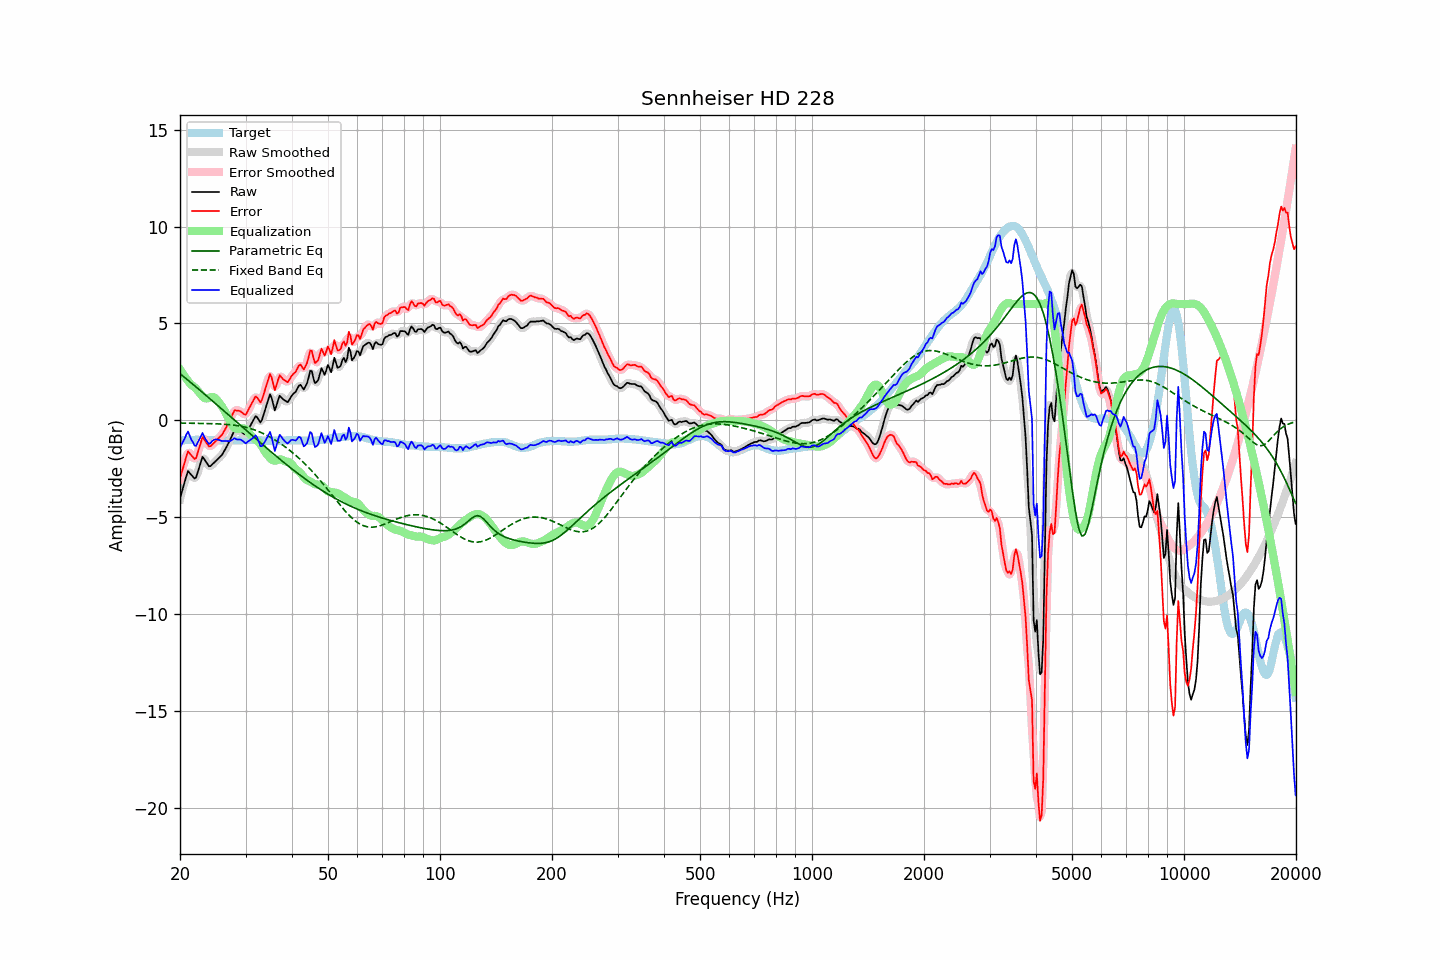 Sennheiser HD 228
Target
Raw Smoothed
Error Smoothed
Raw
Error
Equalization
Parametric Eq
Fixed Band Eq
Equalized
15
10
5
0
−5
−10
−15
−20
Amplitude (dBr)
20 50 100 200 500 1000 2000 5000 10000 20000
Frequency (Hz)